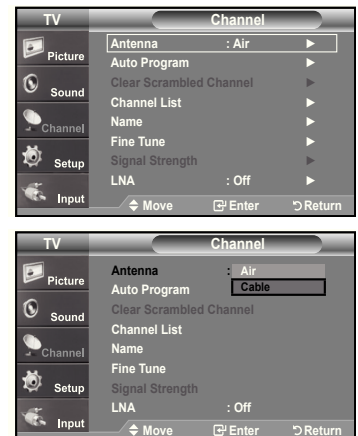 TV Channel
Picture
Sound
Channel
Setup
Input
Antenna : Air ►
Auto Program ►
Clear Scrambled Channel ►
Channel List ►
Name ►
Fine Tune ►
Signal Strength ►
LNA : Off ►
Move Enter Return
TV Channel
Picture
Sound
Channel
Setup
Input
Antenna : Air
Cable
Auto Program
Clear Scrambled Channel
Channel List
Name
Fine Tune
Signal Strength
LNA : Off
Move Enter Return